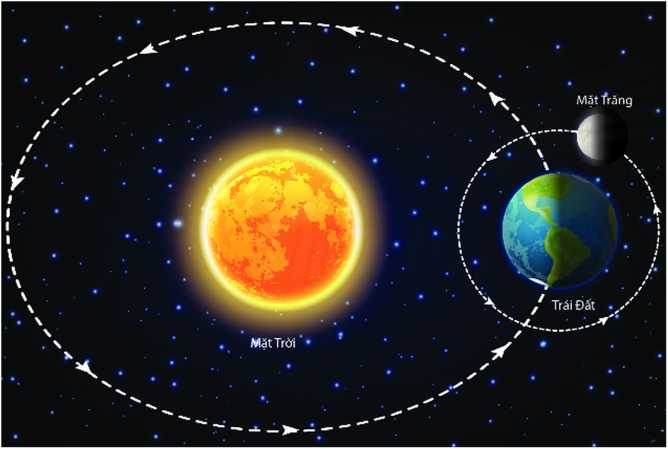 Mặt Trăng
Trái Đất
Mặt Trời